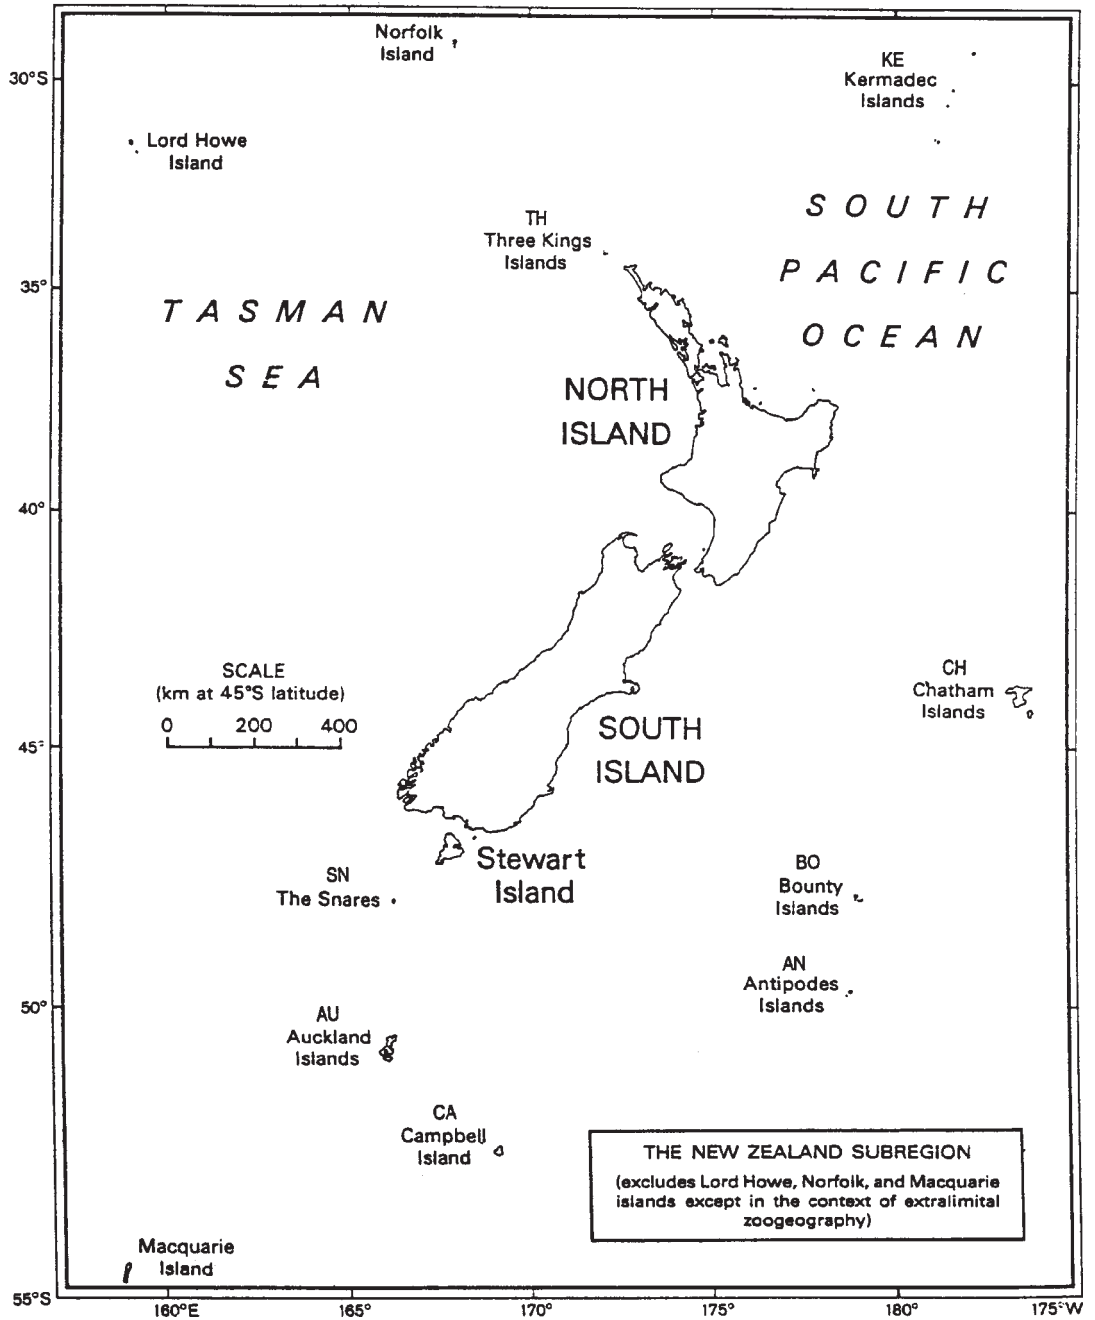 Norfolk
Island
KE
Kermadec
Islands
30°S
Lord Howe
Island
SOUTH
PACIFIC
OCEAN
TH
Three Kings
Islands
35°
TASMAN
SEA
NORTH
ISLAND
40°
SCALE
(km at 45°S latitude)
0 200 400
CH
Chatham
Islands
SOUTH
ISLAND
45°
Stewart
Island
SN
The Snares
BO
Bounty
Islands
AN
Antipodes
Islands
50°
AU
Auckland
Islands
CA
Campbell
Island
THE NEW ZEALAND SUBREGION
(excludes Lord Howe, Norfolk, and Macquarie
islands except in the context of extralimital
zoogeography)
Macquarie
Island
55°S
160°E 165° 170° 175° 180° 175°W